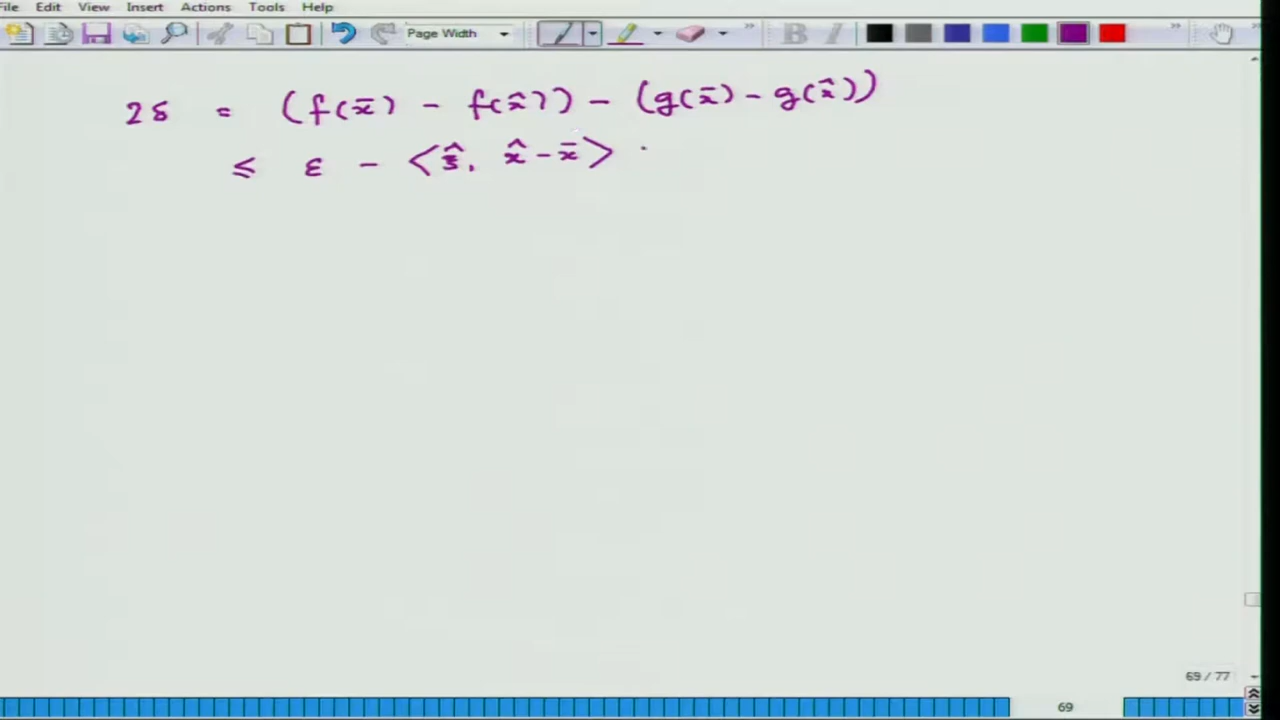 File Edit View Insert Actions Tools Help
Page Width
2δ = (f(x̄) - f(x̂)) - (g(x̄) - g(x̂))
≤ ε - ⟨ξ̂, x̂ - x̄⟩
69 / 77
69